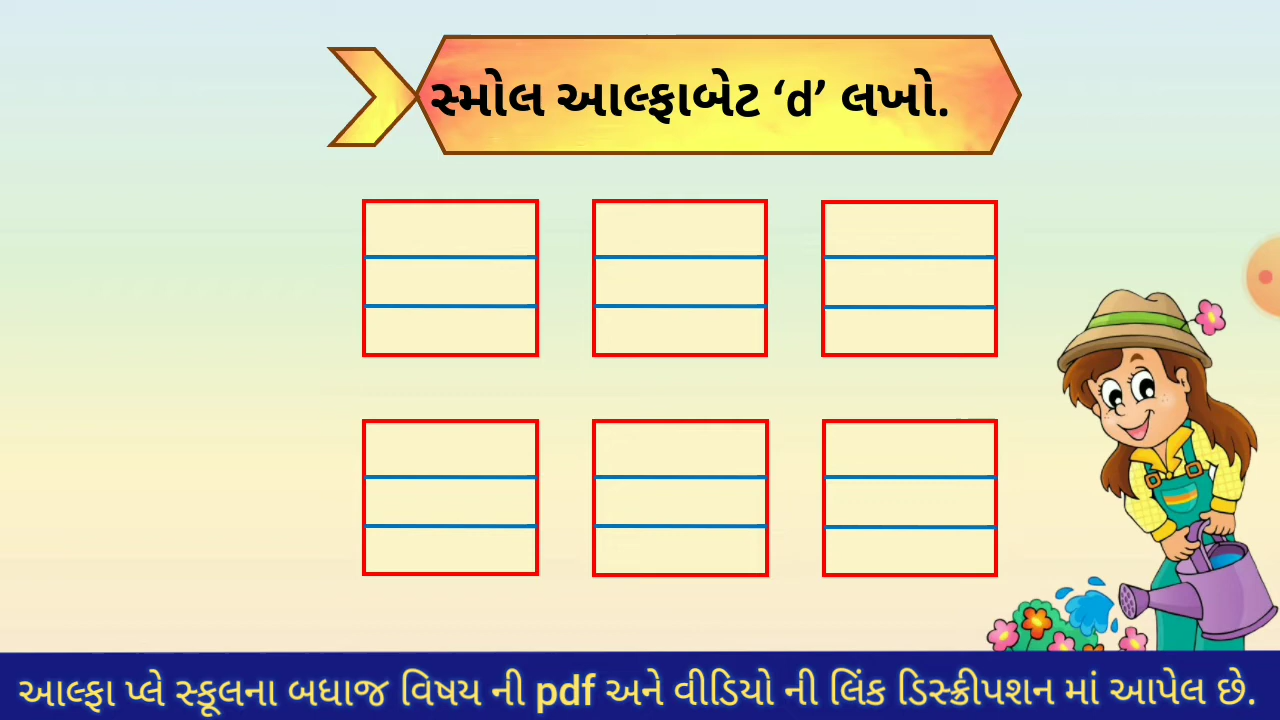 સ્મોલ આલ્ફાબેટ ‘d’ લખો.
આલ્ફા પ્લે સ્કૂલના બધાજ વિષય ની pdf અને વીડિયો ની લિંક ડિસ્ક્રીપશન માં આપેલ છે.